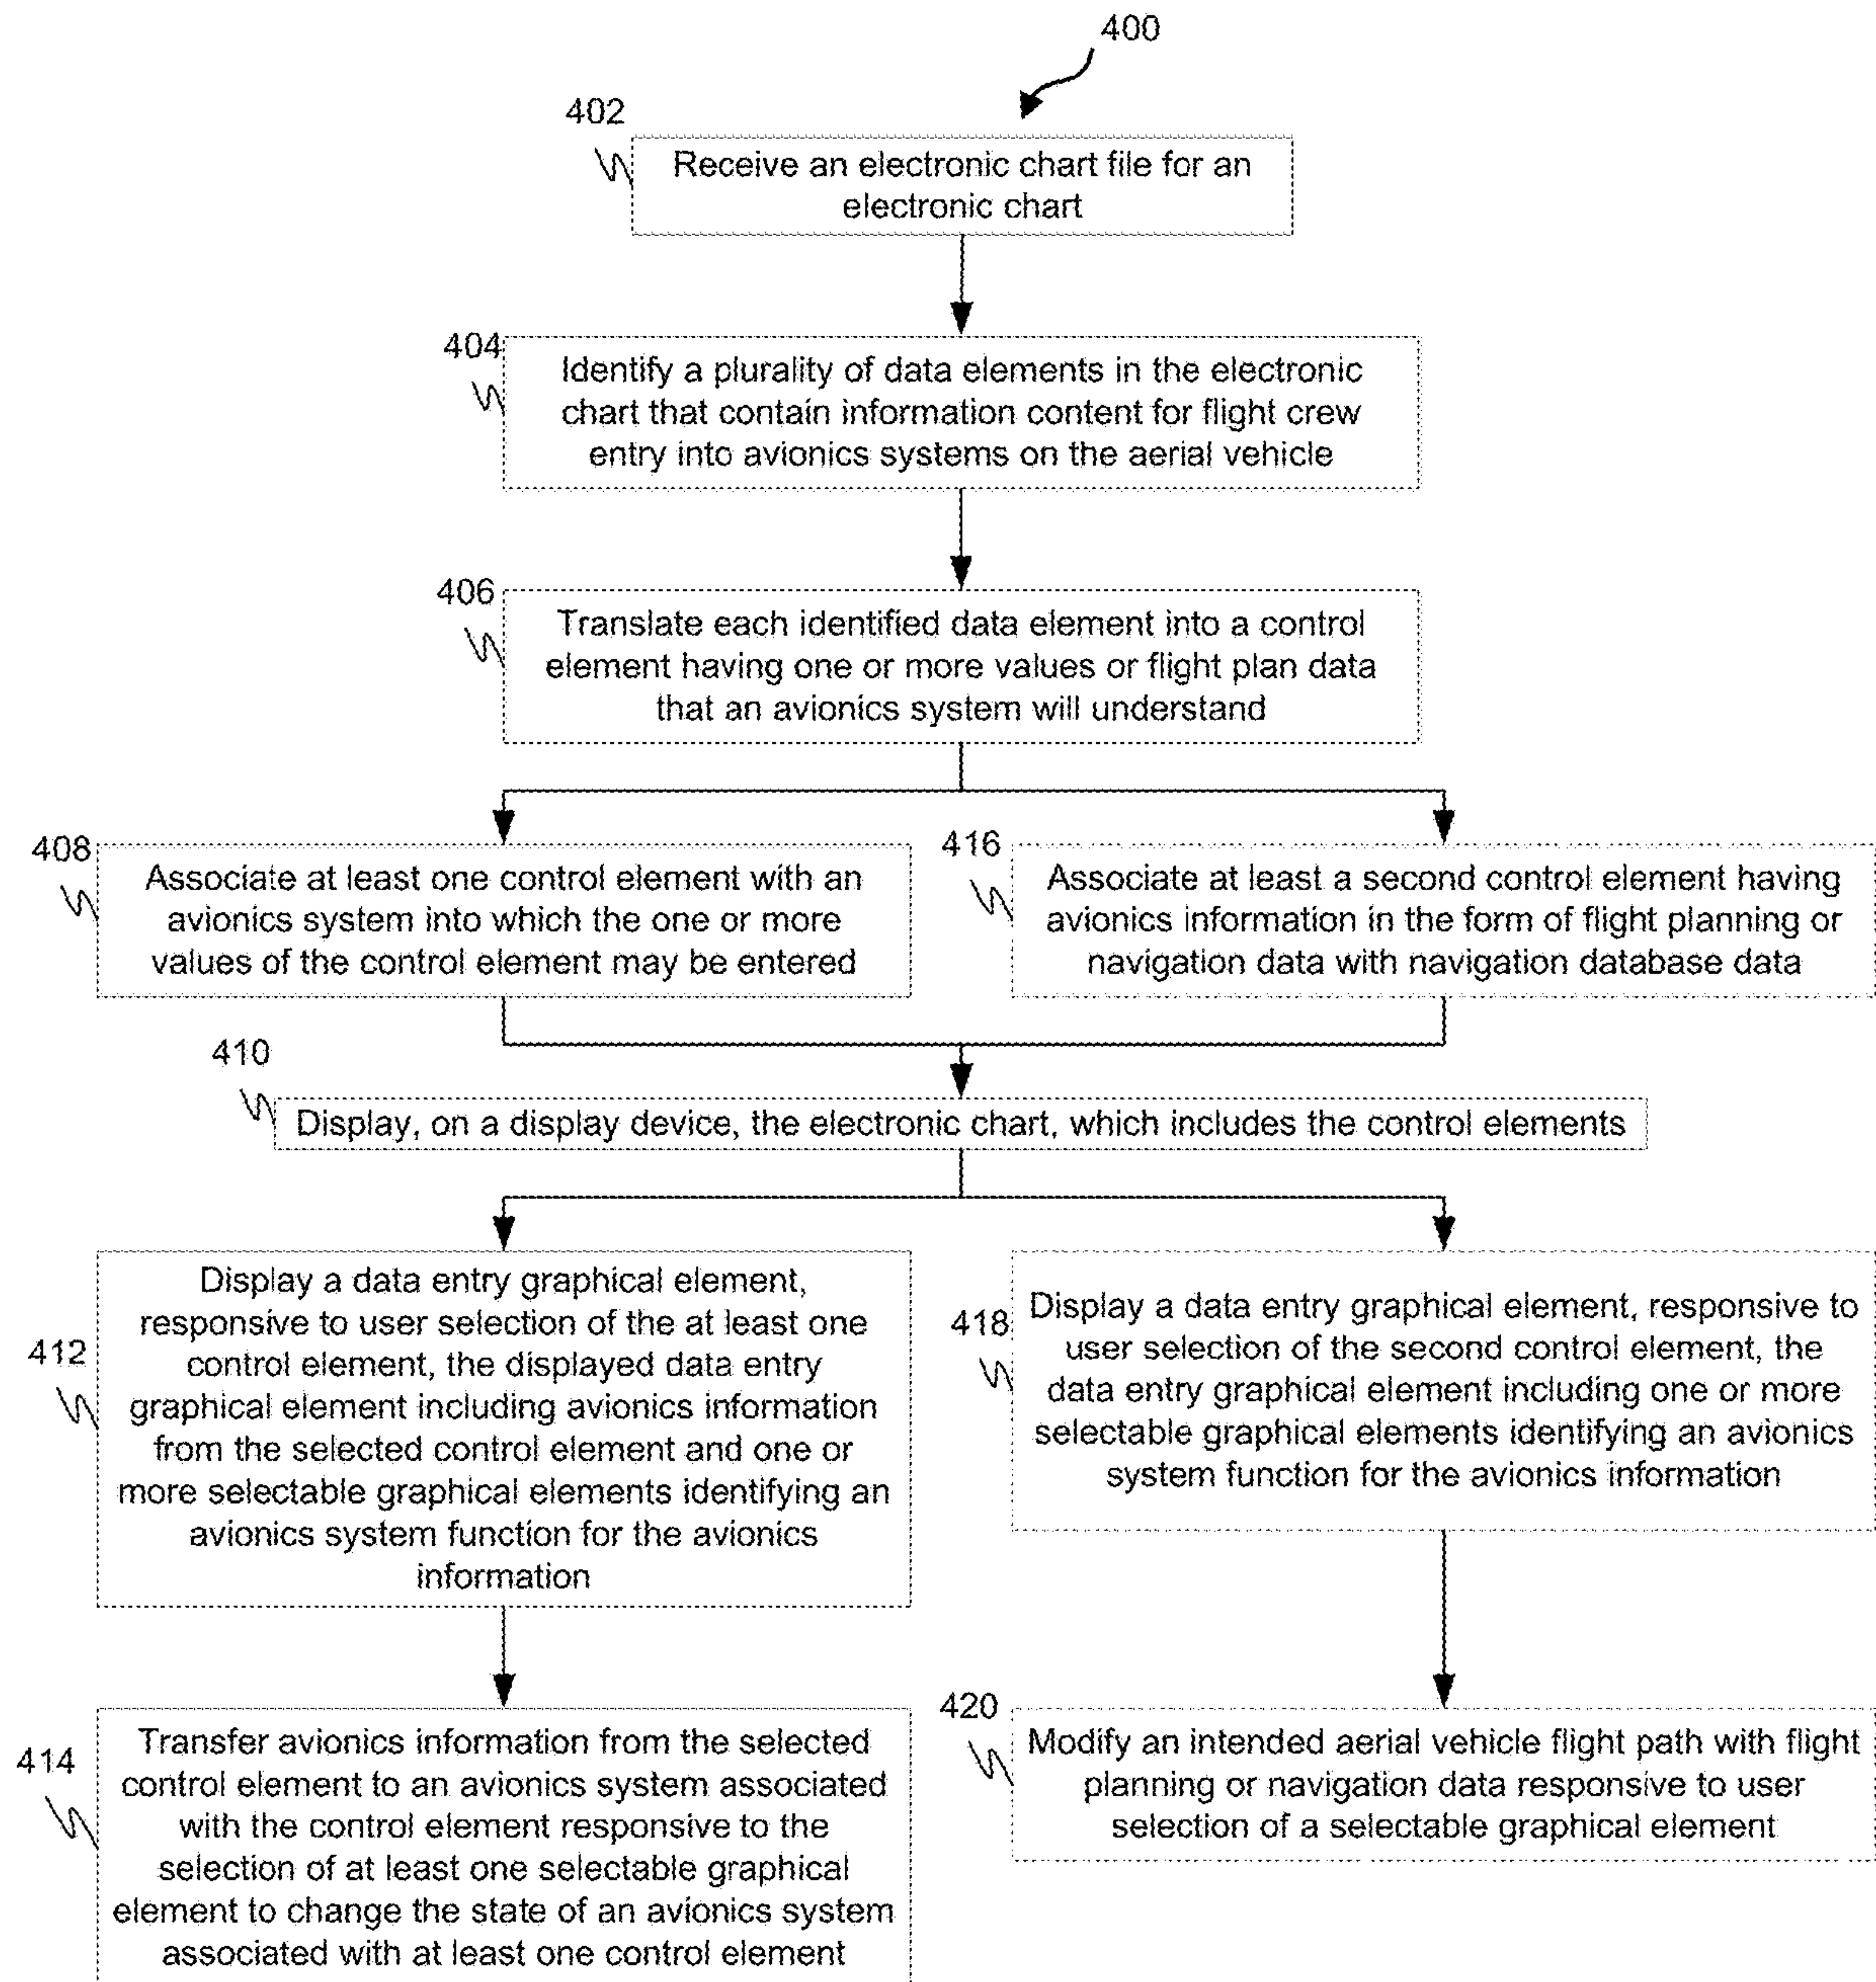 400
402
Receive an electronic chart file for an
electronic chart
404
Identify a plurality of data elements in the electronic
chart that contain information content for flight crew
entry into avionics systems on the aerial vehicle
406
Translate each identified data element into a control
element having one or more values or flight plan data
that an avionics system will understand
408
Associate at least one control element with an
avionics system into which the one or more
values of the control element may be entered
416
Associate at least a second control element having
avionics information in the form of flight planning or
navigation data with navigation database data
410
Display, on a display device, the electronic chart, which includes the control elements
412
Display a data entry graphical element,
responsive to user selection of the at least one
control element, the displayed data entry
graphical element including avionics information
from the selected control element and one or
more selectable graphical elements identifying an
avionics system function for the avionics
information
418
Display a data entry graphical element, responsive to
user selection of the second control element, the
data entry graphical element including one or more
selectable graphical elements identifying an avionics
system function for the avionics information
414
Transfer avionics information from the selected
control element to an avionics system associated
with the control element responsive to the
selection of at least one selectable graphical
element to change the state of an avionics system
associated with at least one control element
420
Modify an intended aerial vehicle flight path with flight
planning or navigation data responsive to user
selection of a selectable graphical element